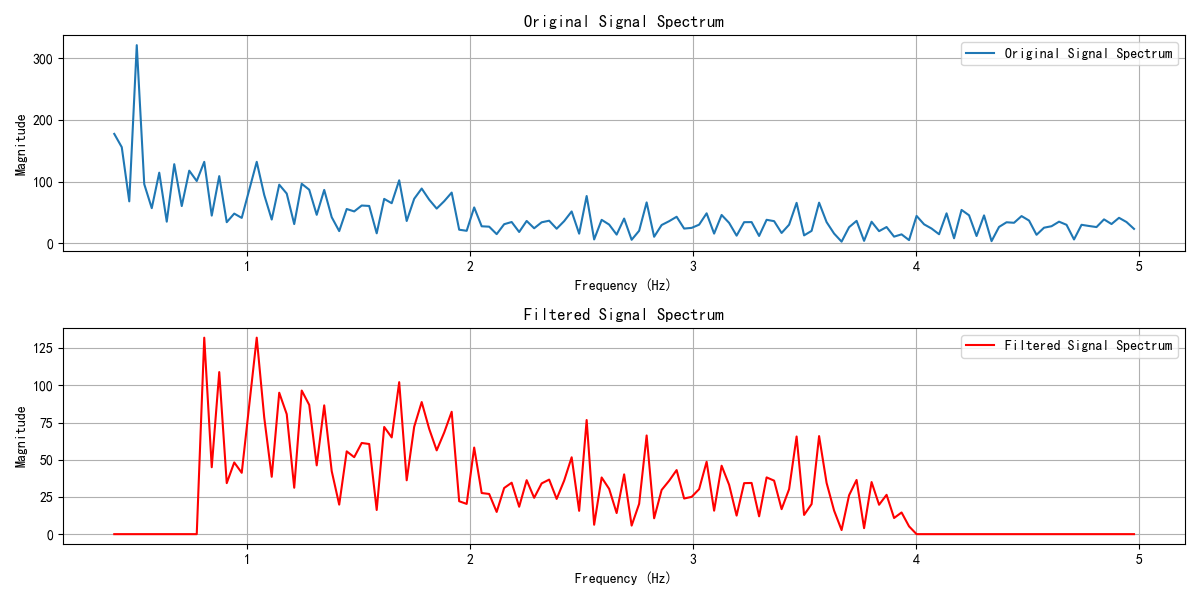 Original Signal Spectrum
Original Signal Spectrum
Magnitude
300
200
100
0
1 2 3 4 5
Frequency (Hz)
Filtered Signal Spectrum
Filtered Signal Spectrum
Magnitude
125
100
75
50
25
0
1 2 3 4 5
Frequency (Hz)